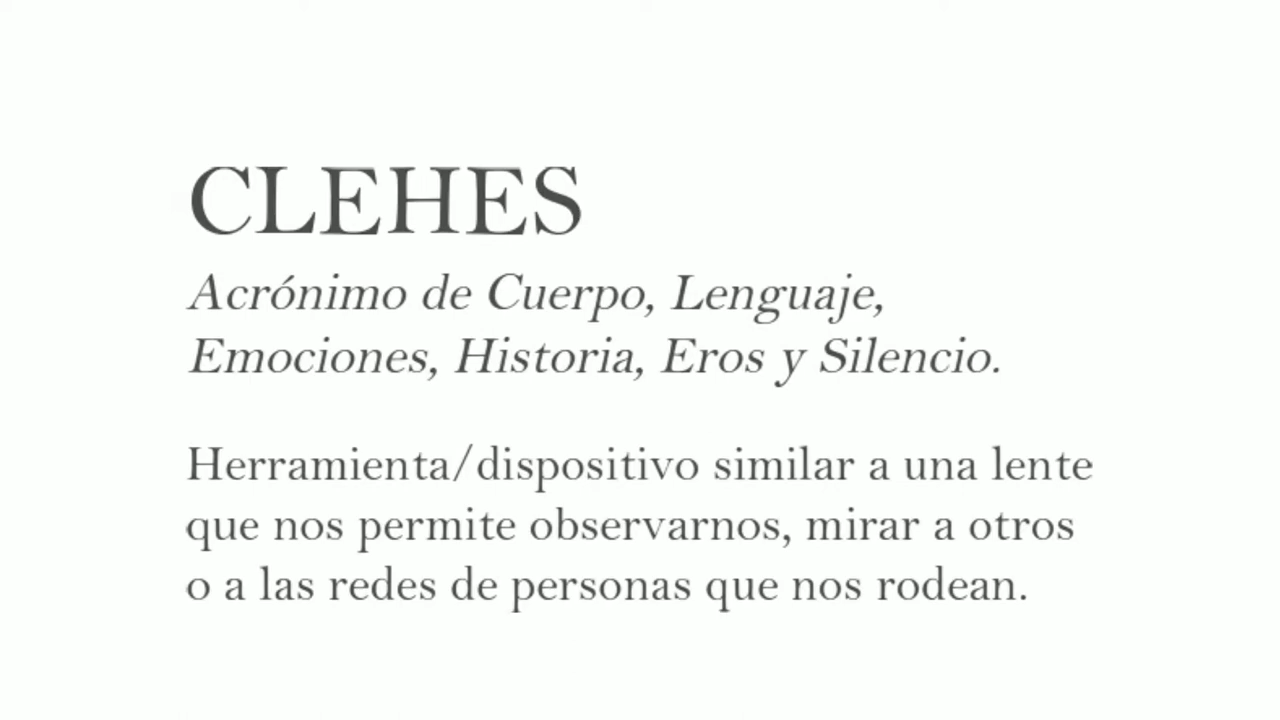 CLEHES
Acrónimo de Cuerpo, Lenguaje,
Emociones, Historia, Eros y Silencio.
Herramienta/dispositivo similar a una lente
que nos permite observarnos, mirar a otros
o a las redes de personas que nos rodean.